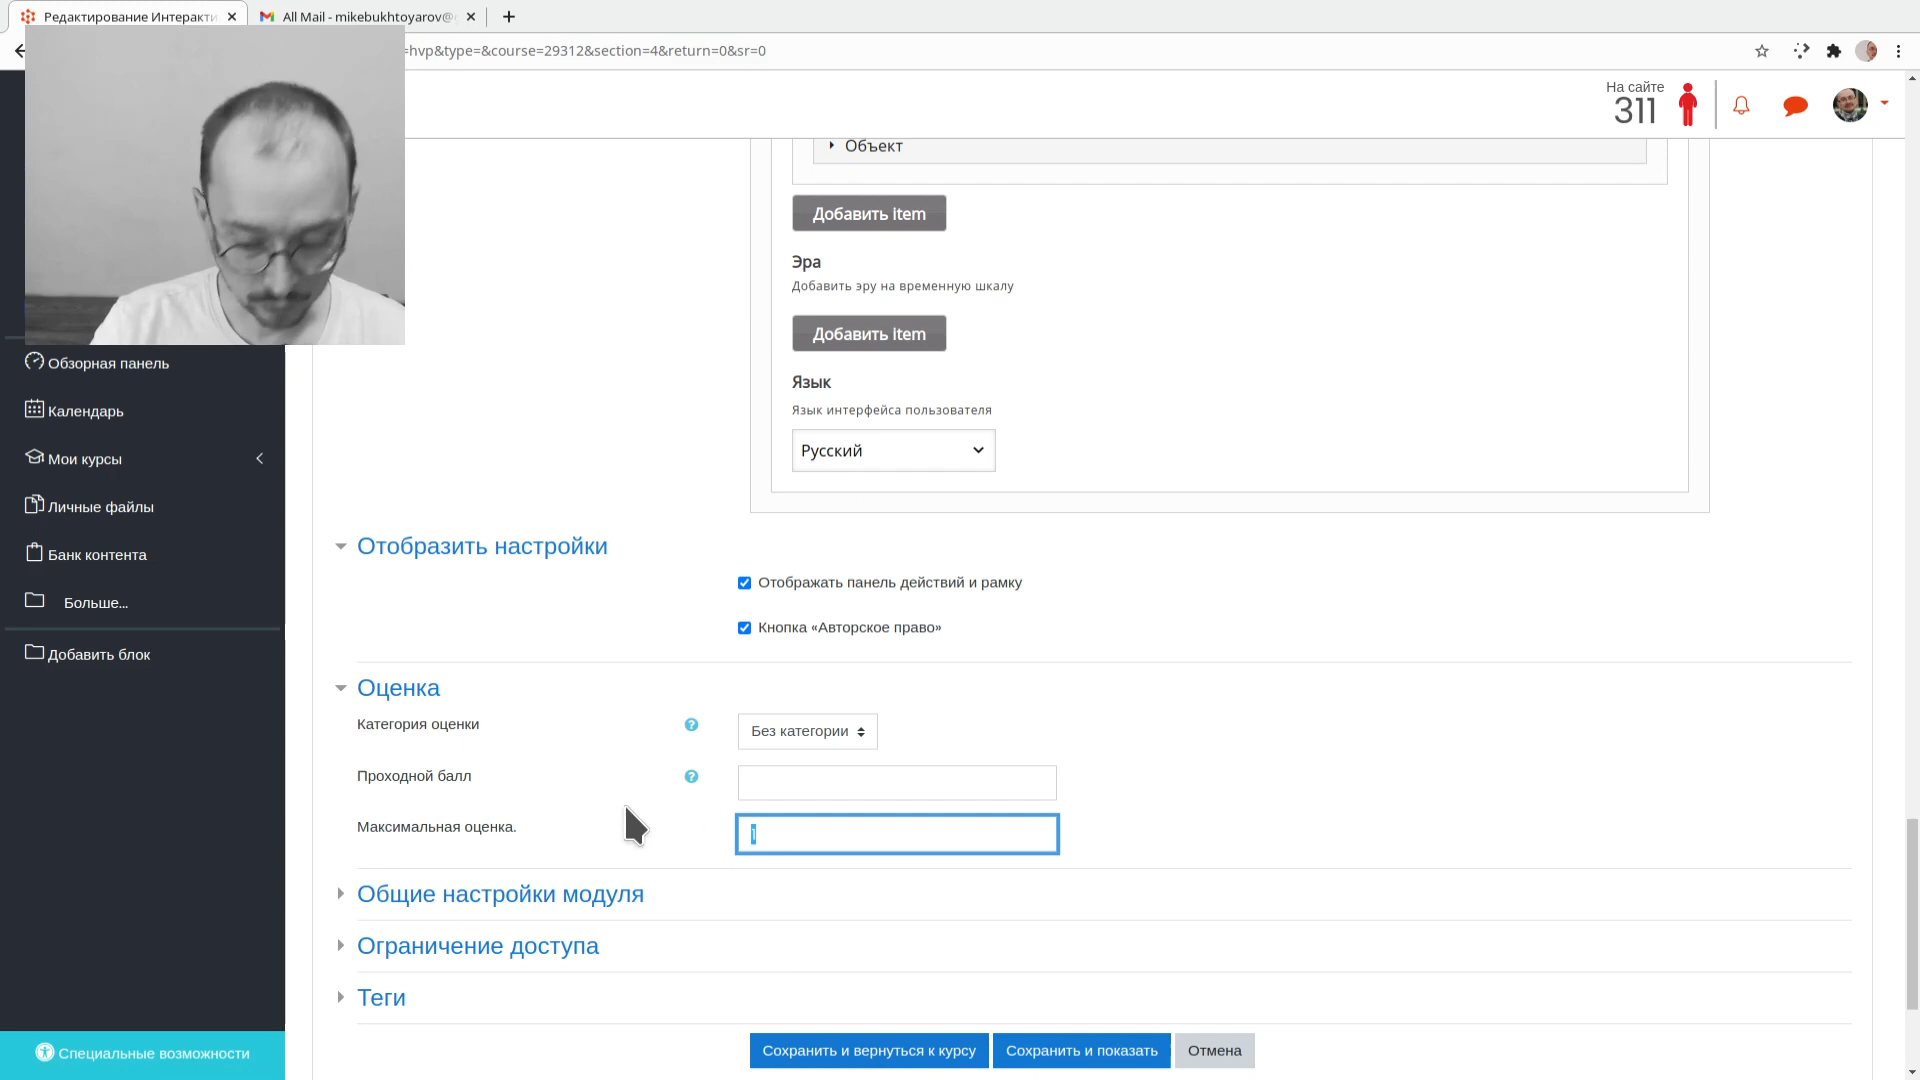 Редактирование Интеракти
All Mail - mikebukhtoyarov@
=hvp&type=&course=29312&section=4&return=0&sr=0
На сайте
311
Объект
Добавить item
Эра
Добавить эру на временную шкалу
Добавить item
Язык
Язык интерфейса пользователя
Русский
Обзорная панель
Календарь
Мои курсы
Личные файлы
Банк контента
Больше...
Добавить блок
Отобразить настройки
Отображать панель действий и рамку
Кнопка «Авторское право»
Оценка
Категория оценки
Без категории
Проходной балл
Максимальная оценка.
Общие настройки модуля
Ограничение доступа
Теги
Сохранить и вернуться к курсу
Сохранить и показать
Отмена
Специальные возможности